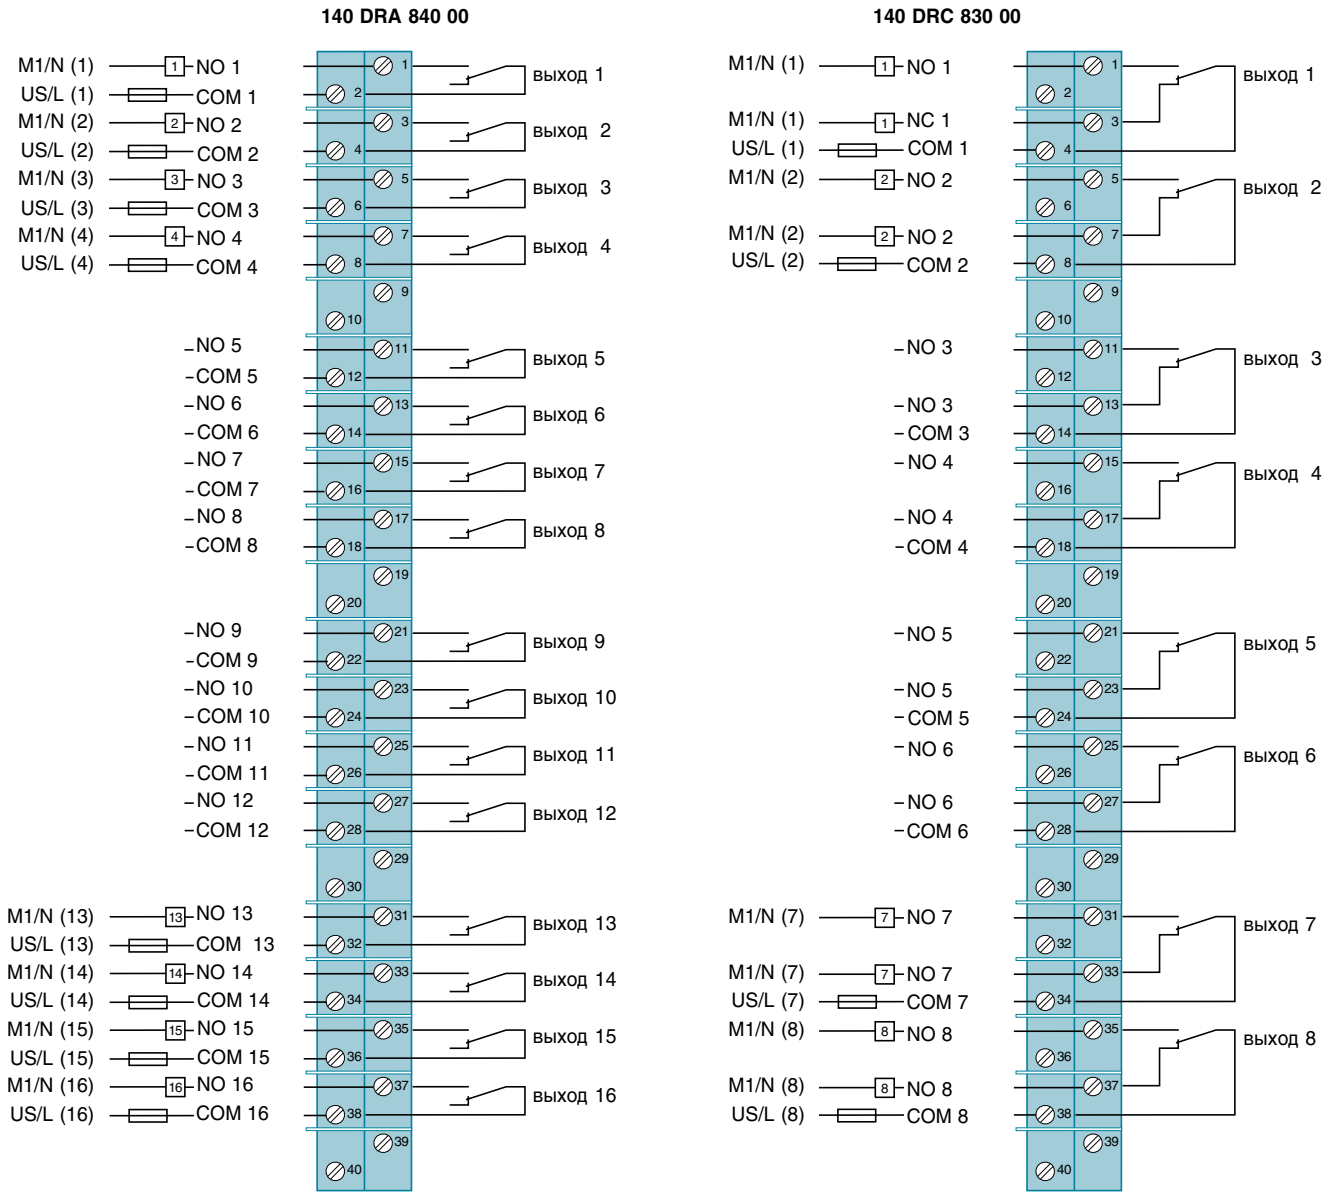 140 DRA 840 00
M1/N (1) 1 NO 1 1 выход 1
US/L (1) COM 1 2
M1/N (2) 2 NO 2 3 выход 2
US/L (2) COM 2 4
M1/N (3) 3 NO 3 5 выход 3
US/L (3) COM 3 6
M1/N (4) 4 NO 4 7 выход 4
US/L (4) COM 4 8
9
10
NO 5 11 выход 5
COM 5 12
NO 6 13 выход 6
COM 6 14
NO 7 15 выход 7
COM 7 16
NO 8 17 выход 8
COM 8 18
19
20
NO 9 21 выход 9
COM 9 22
NO 10 23 выход 10
COM 10 24
NO 11 25 выход 11
COM 11 26
NO 12 27 выход 12
COM 12 28
29
30
M1/N (13) 13 NO 13 31 выход 13
US/L (13) COM 13 32
M1/N (14) 14 NO 14 33 выход 14
US/L (14) COM 14 34
M1/N (15) 15 NO 15 35 выход 15
US/L (15) COM 15 36
M1/N (16) 16 NO 16 37 выход 16
US/L (16) COM 16 38
39
40
140 DRC 830 00
M1/N (1) 1 NO 1 1 выход 1
2
M1/N (1) 1 NC 1 3
US/L (1) COM 1 4
M1/N (2) 2 NO 2 5 выход 2
6
M1/N (2) 2 NO 2 7
US/L (2) COM 2 8
9
10
NO 3 11 выход 3
12
NO 3 13
COM 3 14
NO 4 15 выход 4
16
NO 4 17
COM 4 18
19
20
NO 5 21 выход 5
22
NO 5 23
COM 5 24
NO 6 25 выход 6
26
NO 6 27
COM 6 28
29
30
M1/N (7) 7 NO 7 31 выход 7
32
M1/N (7) 7 NO 7 33
US/L (7) COM 7 34
M1/N (8) 8 NO 8 35 выход 8
36
M1/N (8) 8 NO 8 37
US/L (8) COM 8 38
39
40